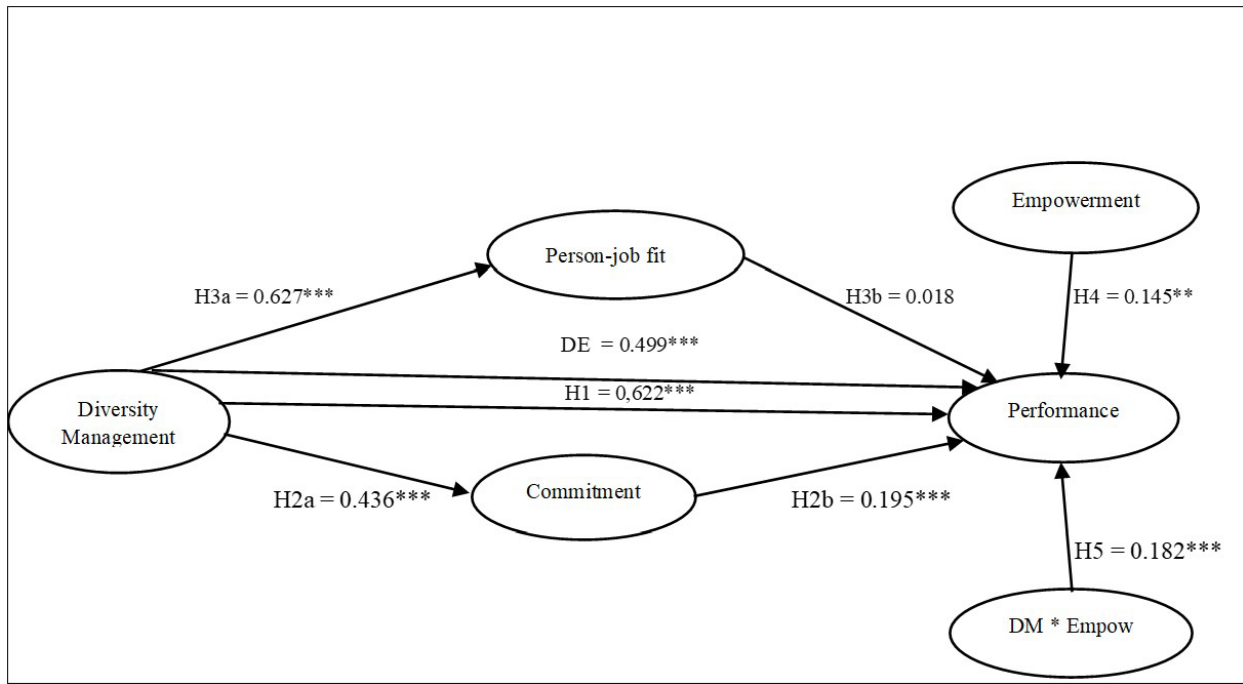 Empowerment
Person-job fit
H3a = 0.627***
H3b = 0.018
H4 = 0.145**
DE = 0.499***
H1 = 0,622***
Diversity
Management
Performance
Commitment
H2a = 0.436***
H2b = 0.195***
H5 = 0.182***
DM * Empow